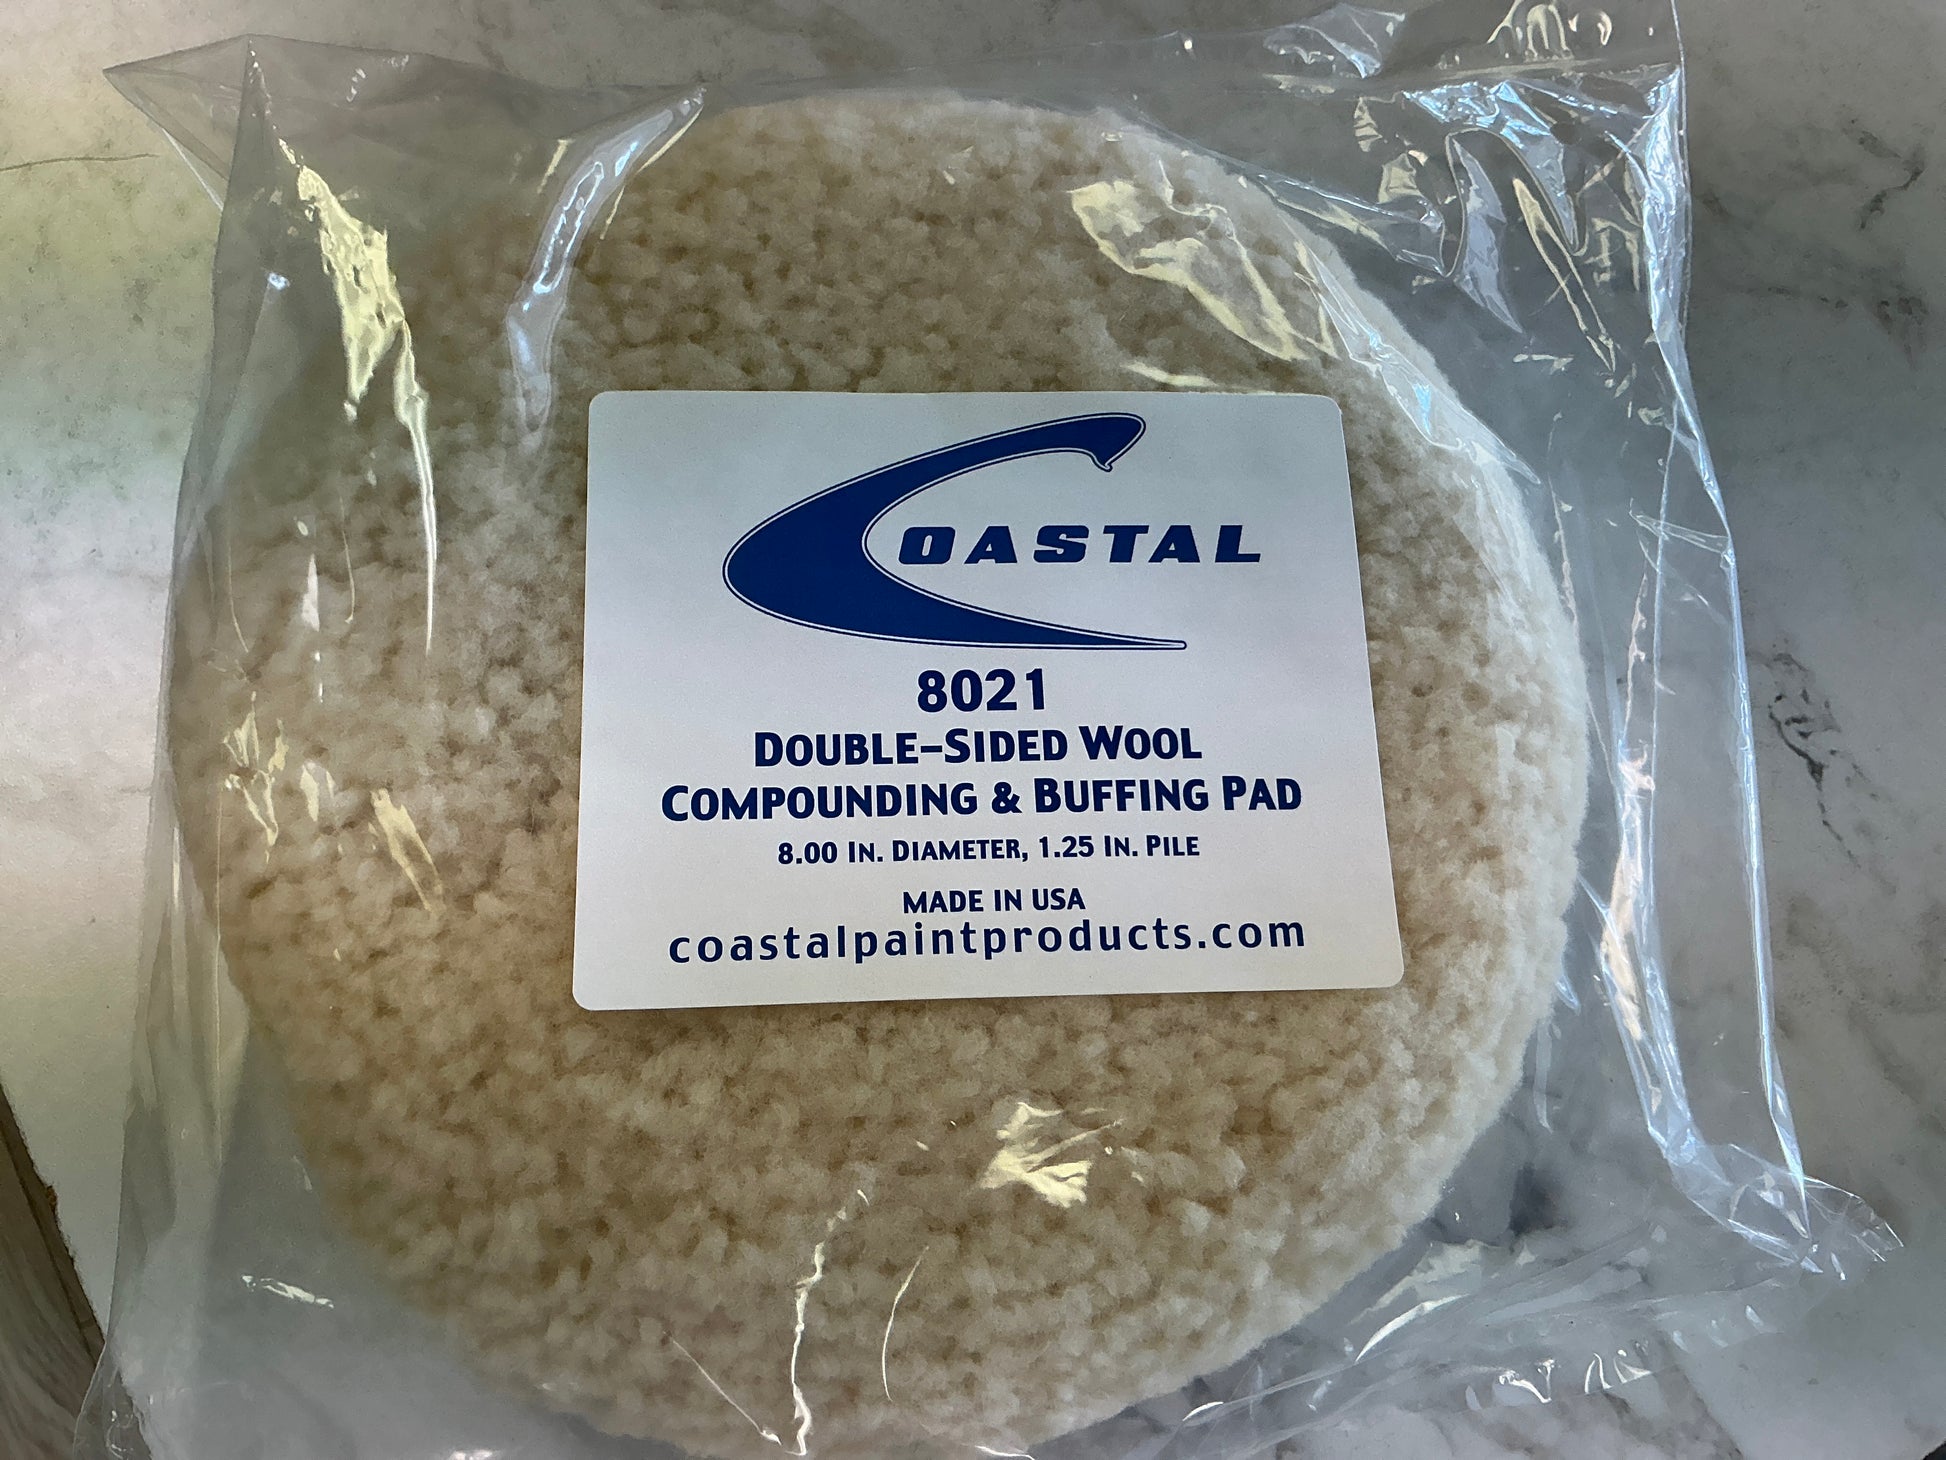 COASTAL
8021
DOUBLE-SIDED WOOL
COMPOUNDING & BUFFING PAD
8.00 IN. DIAMETER, 1.25 IN. PILE
MADE IN USA
coastalpaintproducts.com